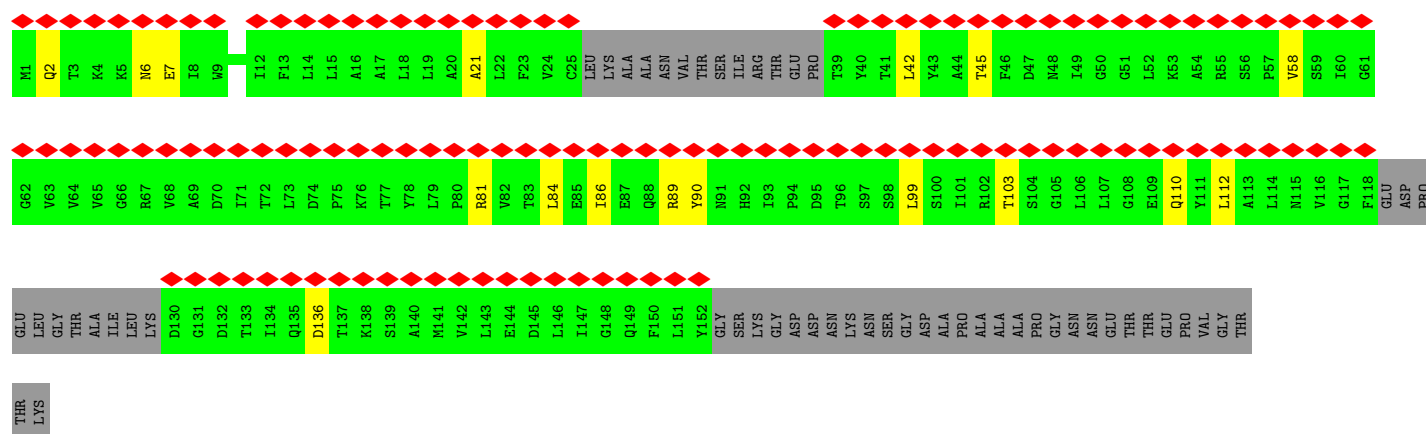 M1 Q2 T3 K4 K5 N6 E7 I8 W9 I12 F13 L14 L15 A16 A17 L18 L19 A20 A21 L22 F23 V24 C25 LEU LYS ALA ALA ASN VAL THR SER ILE ARG THR GLU PRO T39 Y40 T41 L42 Y43 A44 T45 F46 D47 N48 I49 G50 G51 L52 K53 A54 R55 S56 P57 V58 S59 I60 G61
G62 V63 V64 V65 G66 R67 V68 A69 D70 I71 T72 L73 D74 P75 K76 T77 Y78 L79 P80 R81 V82 T83 L84 E85 I86 E87 Q88 R89 Y90 N91 H92 I93 P94 D95 T96 S97 S98 L99 S100 I101 R102 T103 S104 G105 L106 L107 G108 E109 Q110 Y111 L112 A113 L114 N115 V116 G117 F118 GLU ASP PRO
GLU LEU GLY THR ALA ILE LEU LYS D130 G131 D132 T133 I134 Q135 D136 T137 K138 S139 A140 M141 V142 L143 E144 D145 L146 I147 G148 Q149 F150 L151 Y152 GLY SER LYS GLY ASP ASP ASN LYS ASN SER GLY ASP ALA PRO ALA ALA ALA PRO GLY ASN ASN GLU THR THR GLU PRO VAL GLY THR
THR LYS